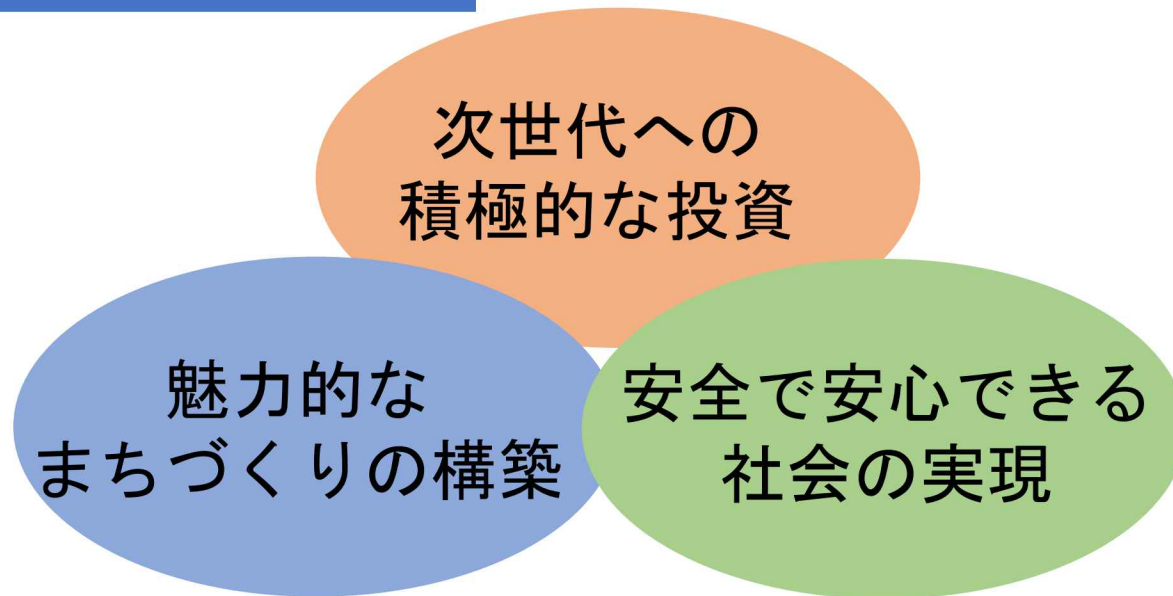 次世代への
積極的な投資
魅力的な
まちづくりの構築
安全で安心できる
社会の実現